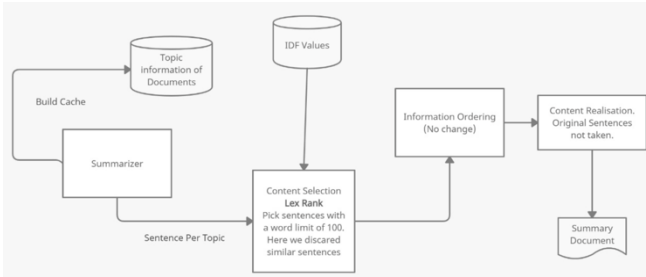 IDF Values
Topic
information of
Documents
Build Cache
Information Ordering
(No change)
Content Realisation.
Original Sentences
not taken.
Summarizer
Content Selection
Lex Rank
Pick sentences with
a word limit of 100.
Here we discared
similar sentences
Sentence Per Topic
Summary
Document